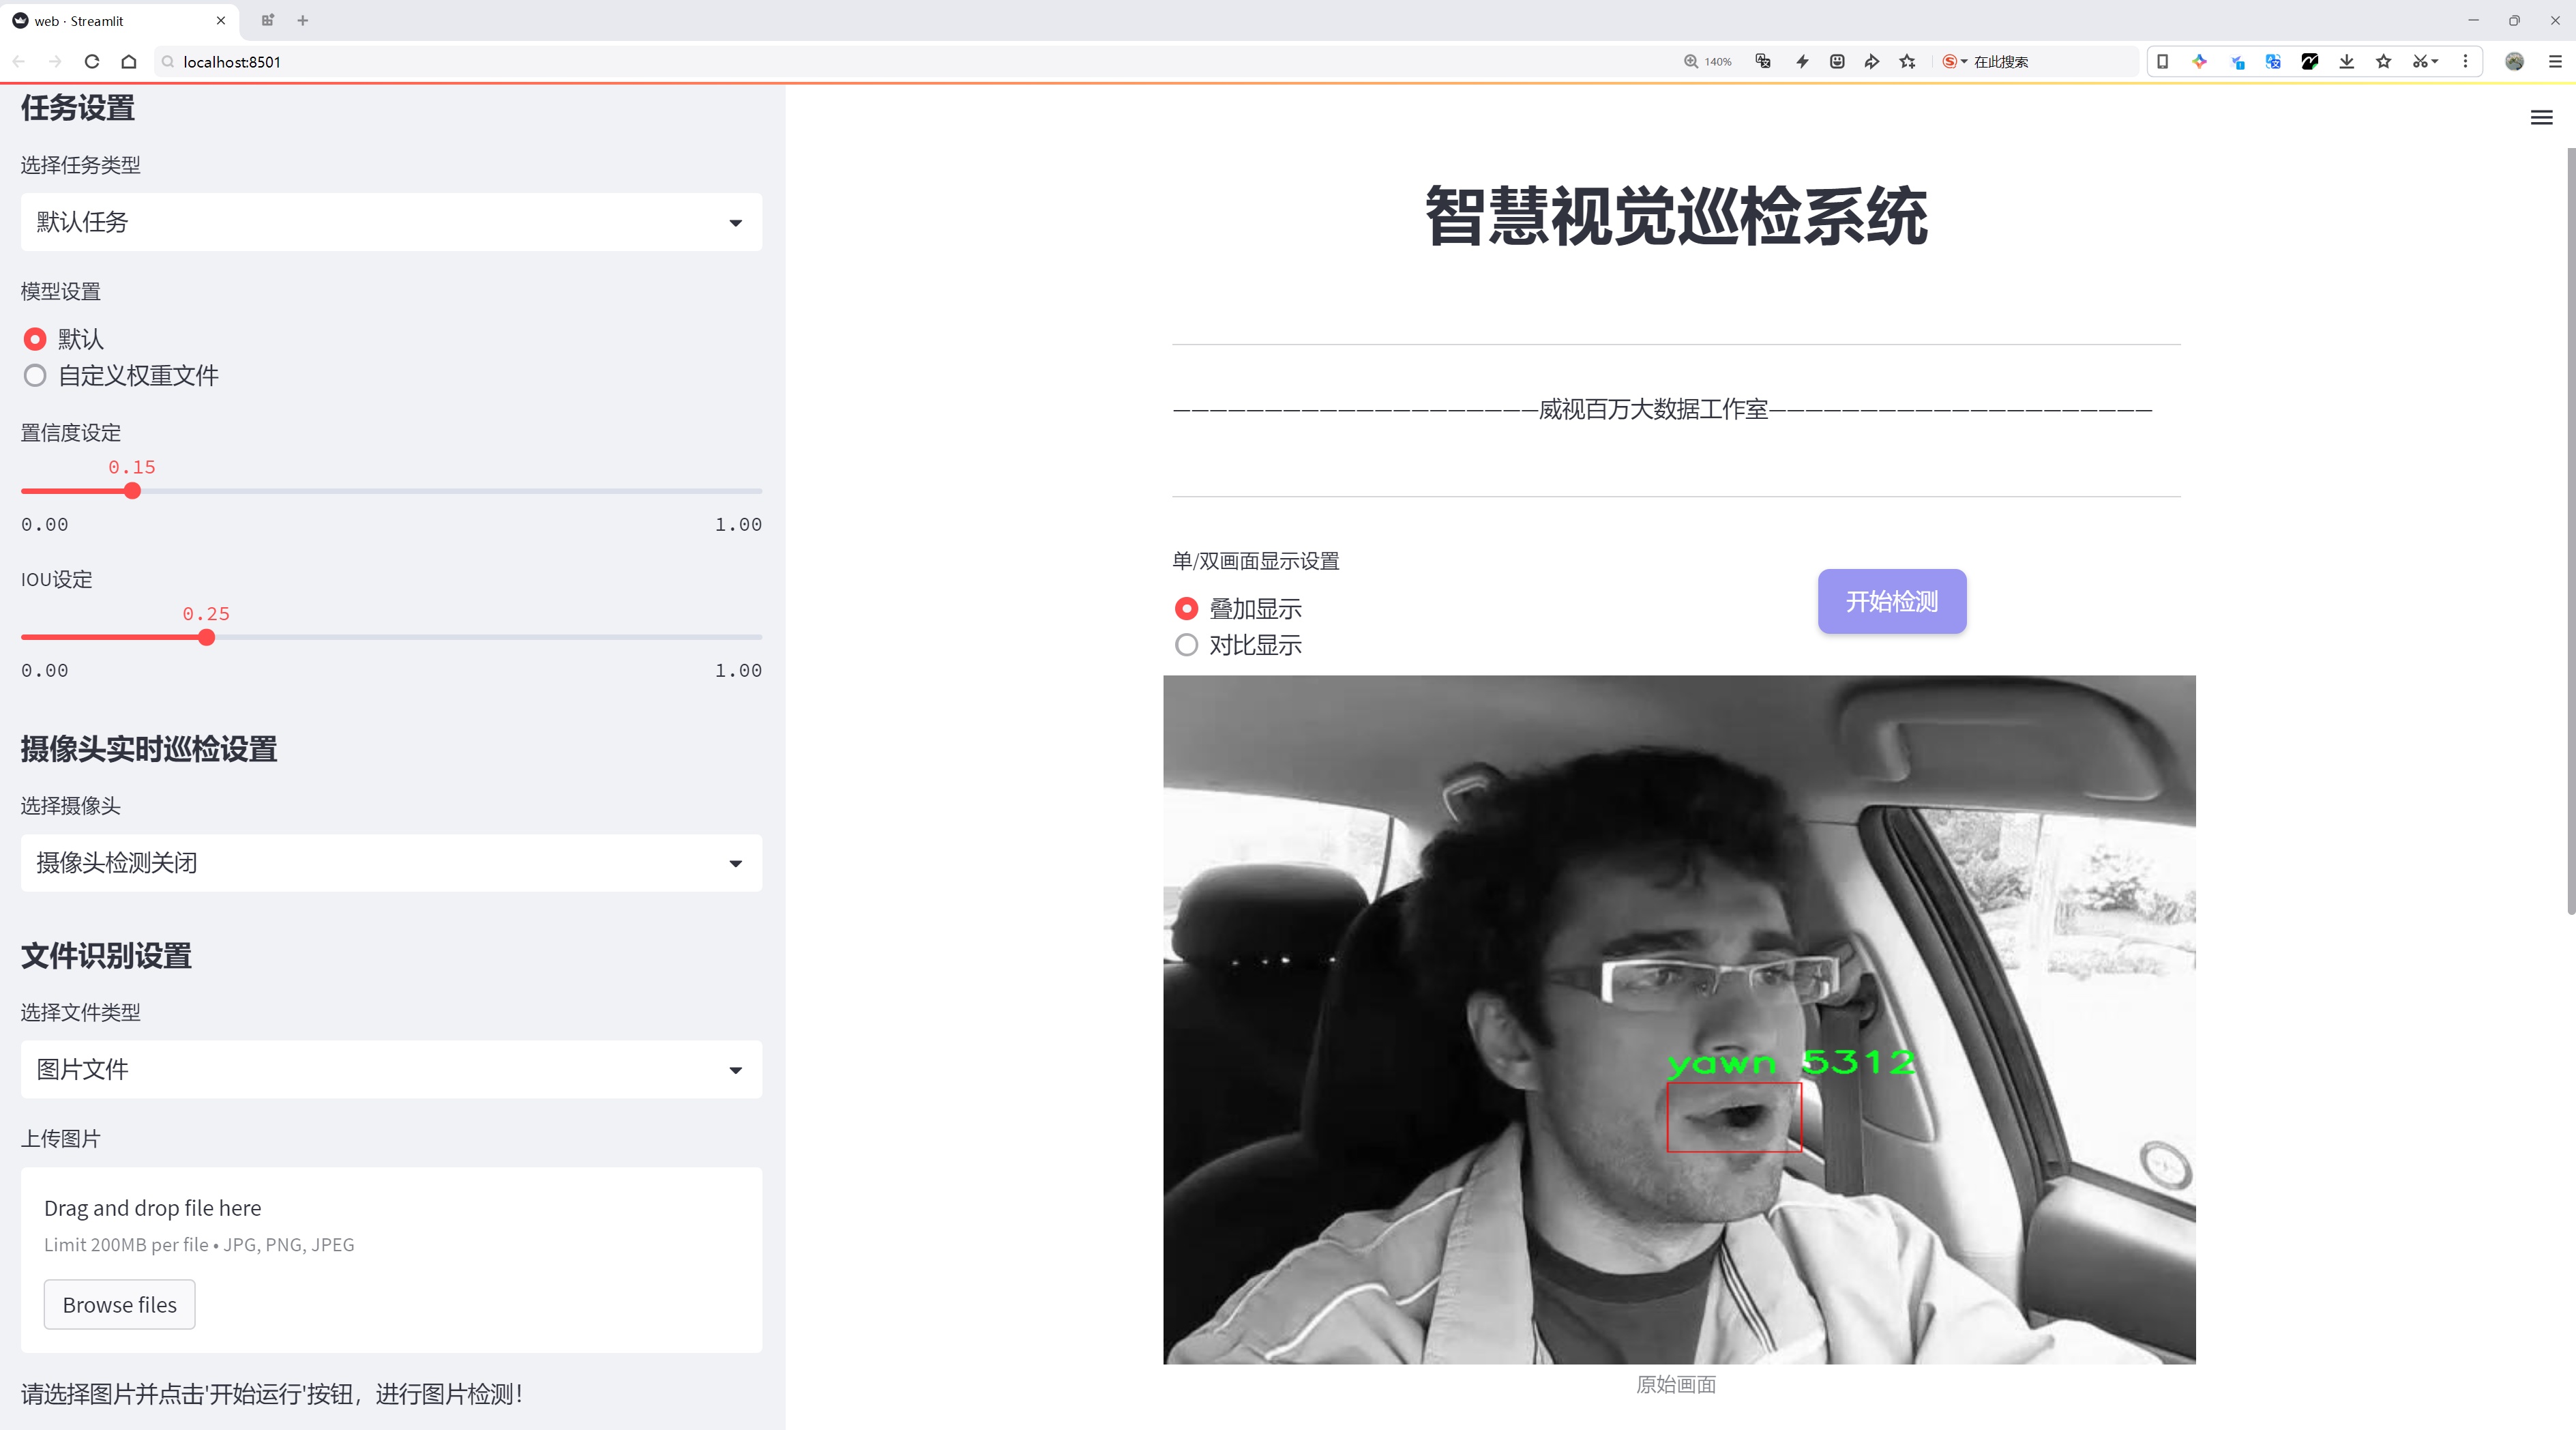 web · Streamlit
localhost:8501
140%
在此搜索
任务设置
选择任务类型
默认任务
模型设置
默认
自定义权重文件
置信度设定
0.15
0.00 1.00
IOU设定
0.25
0.00 1.00
摄像头实时巡检设置
选择摄像头
摄像头检测关闭
文件识别设置
选择文件类型
图片文件
上传图片
Drag and drop file here
Limit 200MB per file • JPG, PNG, JPEG
Browse files
请选择图片并点击'开始运行'按钮，进行图片检测！
智慧视觉巡检系统
—————————————————————威视百万大数据工作室—————————————————————
单/双画面显示设置
叠加显示
对比显示
开始检测
yawn 5312
原始画面